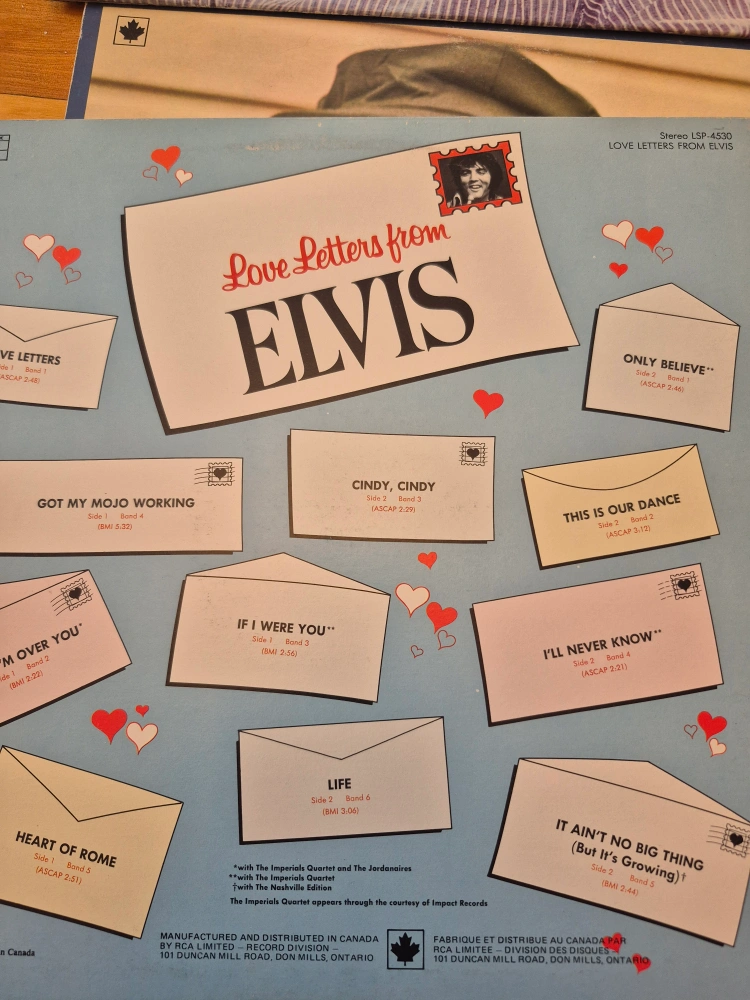 Stereo LSP-4530
LOVE LETTERS FROM ELVIS
Love Letters from
ELVIS
VE LETTERS
Band 1
(ASCAP 2:48)
ONLY BELIEVE**
Side 2 Band 1
(ASCAP 2:46)
GOT MY MOJO WORKING
Side 1 Band 4
(BMI 5:32)
CINDY, CINDY
Side 2 Band 3
(ASCAP 2:29)
THIS IS OUR DANCE
Side 2 Band 2
(ASCAP 3:12)
'M OVER YOU*
Side 1 Band 2
(BMI 2:22)
IF I WERE YOU**
Side 1 Band 3
(BMI 2:56)
I'LL NEVER KNOW**
Side 2 Band 4
(ASCAP 2:21)
HEART OF ROME
Side 1 Band 5
(ASCAP 2:51)
LIFE
Side 2 Band 6
(BMI 3:06)
IT AIN'T NO BIG THING
(But It's Growing)†
Side 2 Band 5
(BMI 2:44)
*with The Imperials Quartet and The Jordanaires
**with The Imperials Quartet
†with The Nashville Edition
The Imperials Quartet appears through the courtesy of Impact Records
n Canada
MANUFACTURED AND DISTRIBUTED IN CANADA
BY RCA LIMITED – RECORD DIVISION –
101 DUNCAN MILL ROAD, DON MILLS, ONTARIO
FABRIQUE ET DISTRIBUE AU CANADA PAR
RCA LIMITEE – DIVISION DES DISQUES –
101 DUNCAN MILL ROAD, DON MILLS, ONTARIO